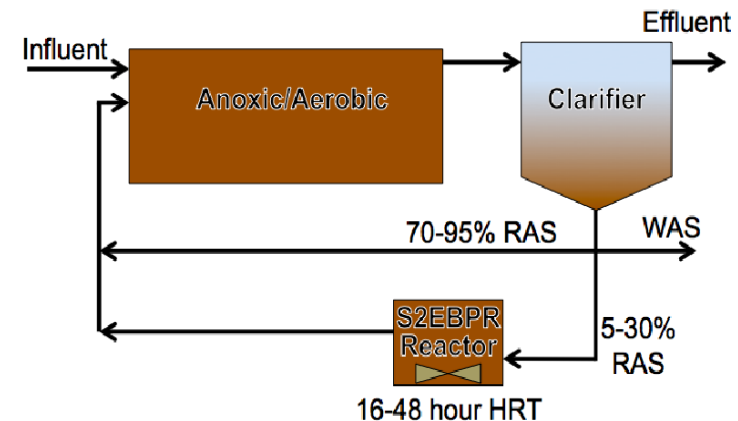 Effluent
Influent
Anoxic/Aerobic
Clarifier
70-95% RAS
WAS
S2EBPR
Reactor
5-30%
RAS
16-48 hour HRT